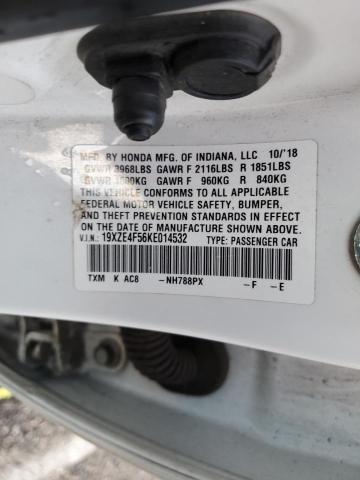 MFD. BY HONDA MFG. OF INDIANA, LLC 10/'18
GVWR 3968LBS GAWR F 2116LBS R 1851LBS
GVWR 1800KG GAWR F 960KG R 840KG
THIS VEHICLE CONFORMS TO ALL APPLICABLE
FEDERAL MOTOR VEHICLE SAFETY, BUMPER,
AND THEFT PREVENTION STANDARDS IN EFFECT
ON THE DATE OF MANUFACTURE SHOWN ABOVE.
V.I.N: 19XZE4F56KE014532 TYPE: PASSENGER CAR
TXM K AC8 -NH788PX -F -E